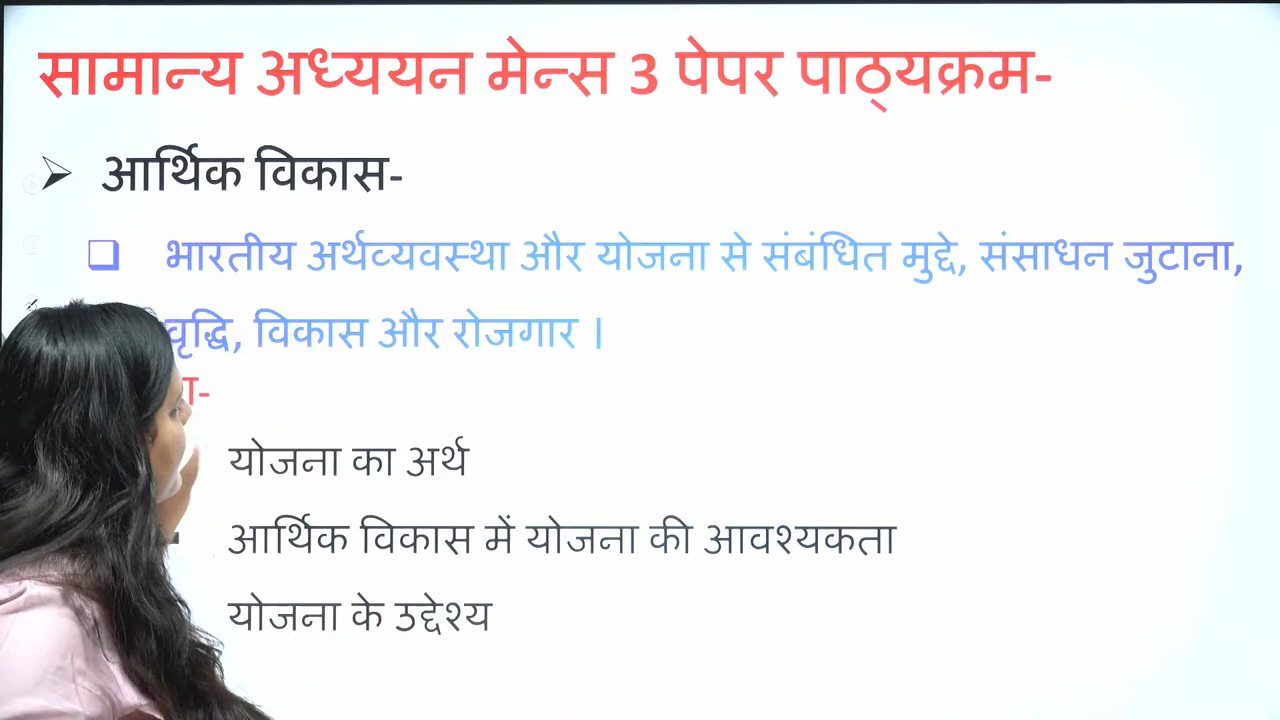 सामान्य अध्ययन मेन्स 3 पेपर पाठ्यक्रम-
आर्थिक विकास-
भारतीय अर्थव्यवस्था और योजना से संबंधित मुद्दे, संसाधन जुटाना,
वृद्धि, विकास और रोजगार ।
योजना का अर्थ
आर्थिक विकास में योजना की आवश्यकता
योजना के उद्देश्य